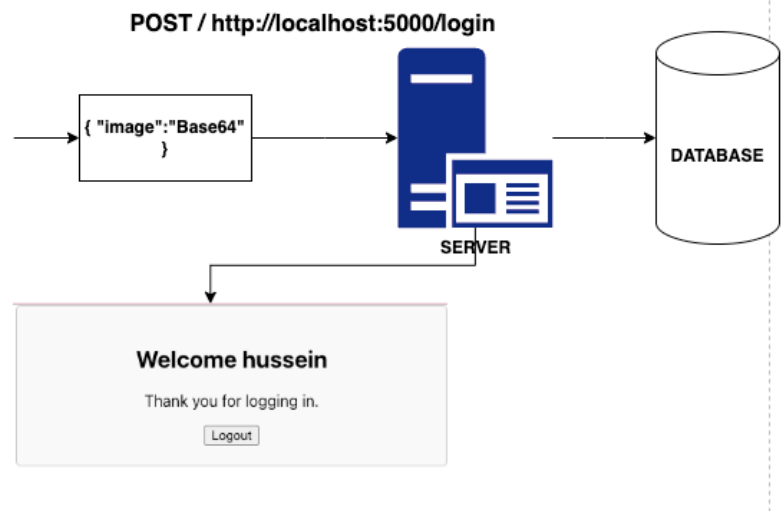 POST / http://localhost:5000/login
{ "image":"Base64"
}
DATABASE
SERVER
Welcome hussein
Thank you for logging in.
Logout